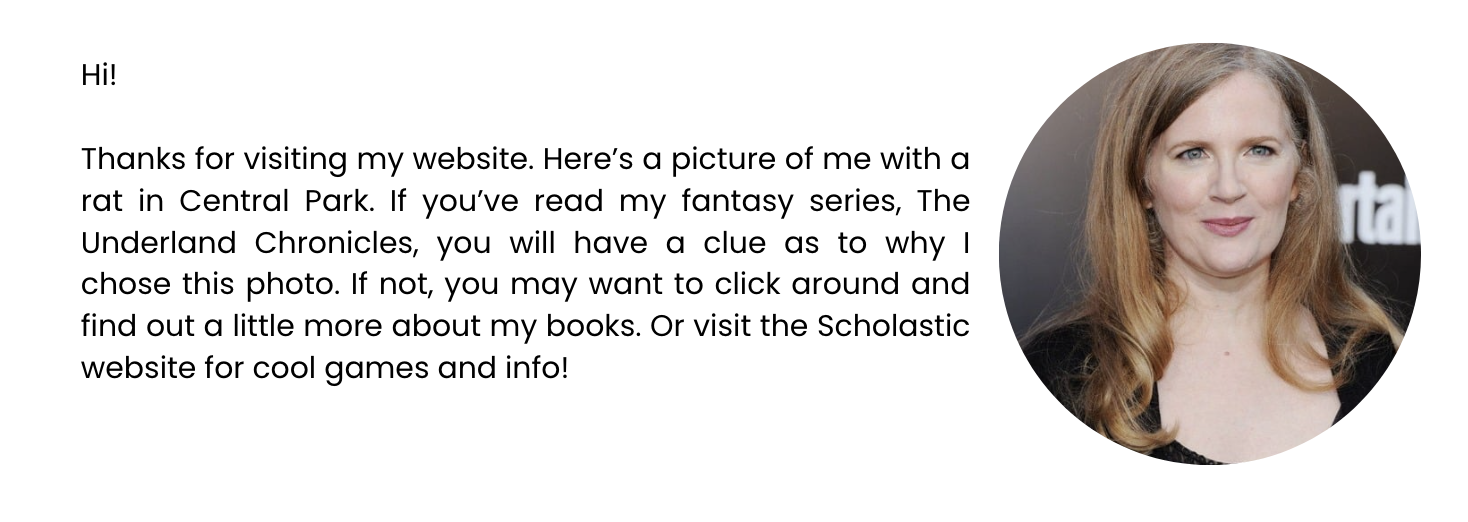 Hi!
Thanks for visiting my website. Here’s a picture of me with a
rat in Central Park. If you’ve read my fantasy series, The
Underland Chronicles, you will have a clue as to why I
chose this photo. If not, you may want to click around and
find out a little more about my books. Or visit the Scholastic
website for cool games and info!
rtai